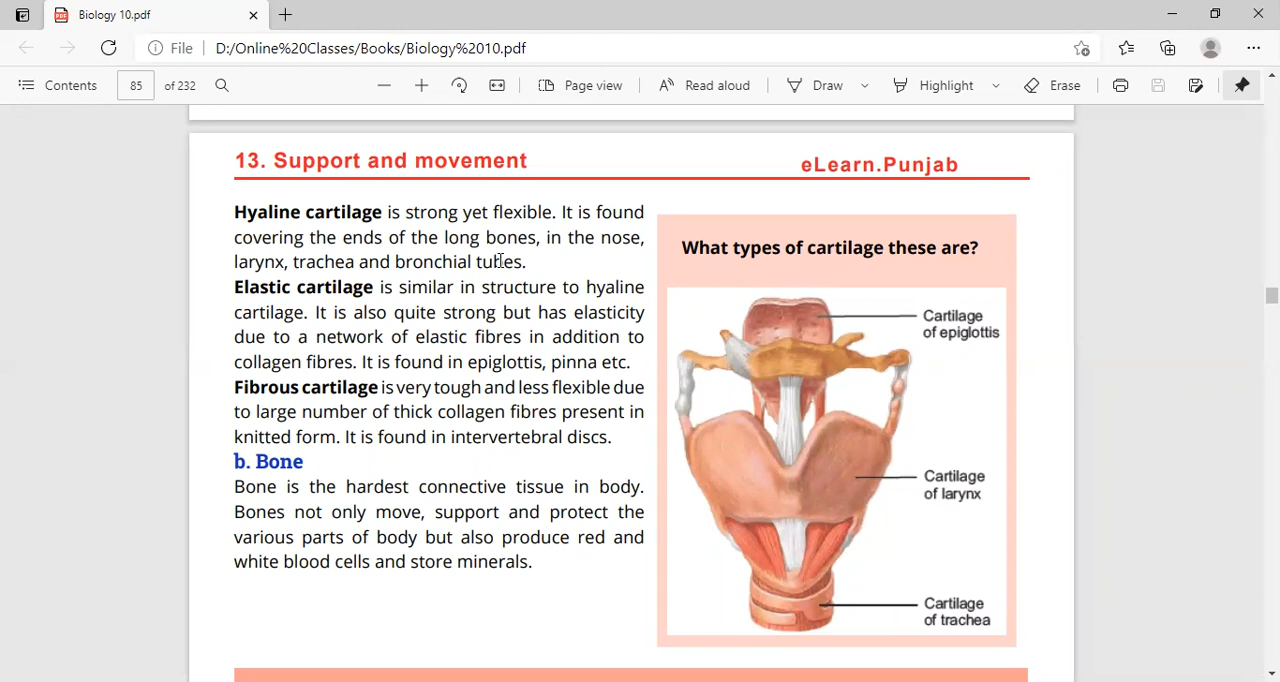 Biology 10.pdf
File
D:/Online%20Classes/Books/Biology%2010.pdf
Contents
85
of 232
Page view
Read aloud
Draw
Highlight
Erase
13. Support and movement
eLearn.Punjab
Hyaline cartilage is strong yet flexible. It is found
covering the ends of the long bones, in the nose,
larynx, trachea and bronchial tubes.
Elastic cartilage is similar in structure to hyaline
cartilage. It is also quite strong but has elasticity
due to a network of elastic fibres in addition to
collagen fibres. It is found in epiglottis, pinna etc.
Fibrous cartilage is very tough and less flexible due
to large number of thick collagen fibres present in
knitted form. It is found in intervertebral discs.
b. Bone
Bone is the hardest connective tissue in body.
Bones not only move, support and protect the
various parts of body but also produce red and
white blood cells and store minerals.
What types of cartilage these are?
Cartilage
of epiglottis
Cartilage
of larynx
Cartilage
of trachea